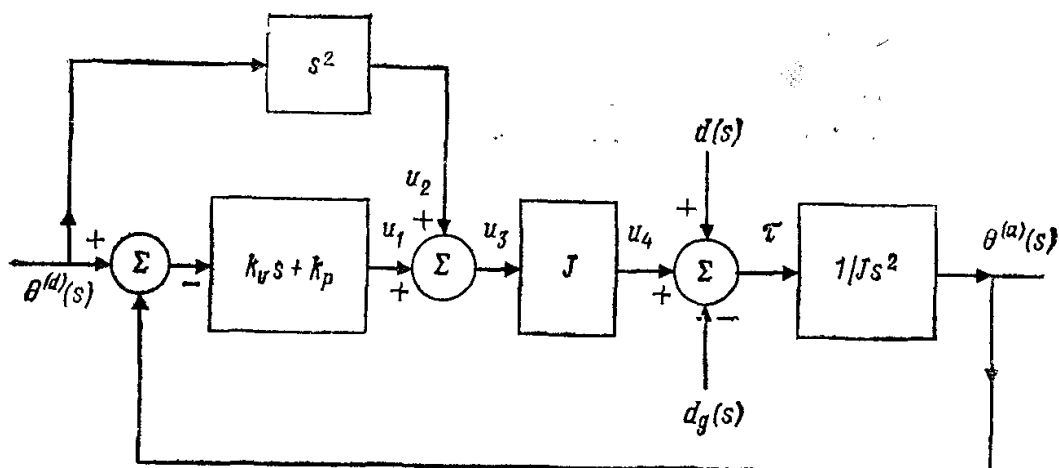 s²
d(s)
u₂
+
+
+
Σ
−
kᵥs + kₚ
u₁
+
Σ
u₃
J
u₄
+
Σ
− −
τ
1/Js²
θ⁽ᵃ⁾(s)
θ⁽ᵈ⁾(s)
d_g(s)